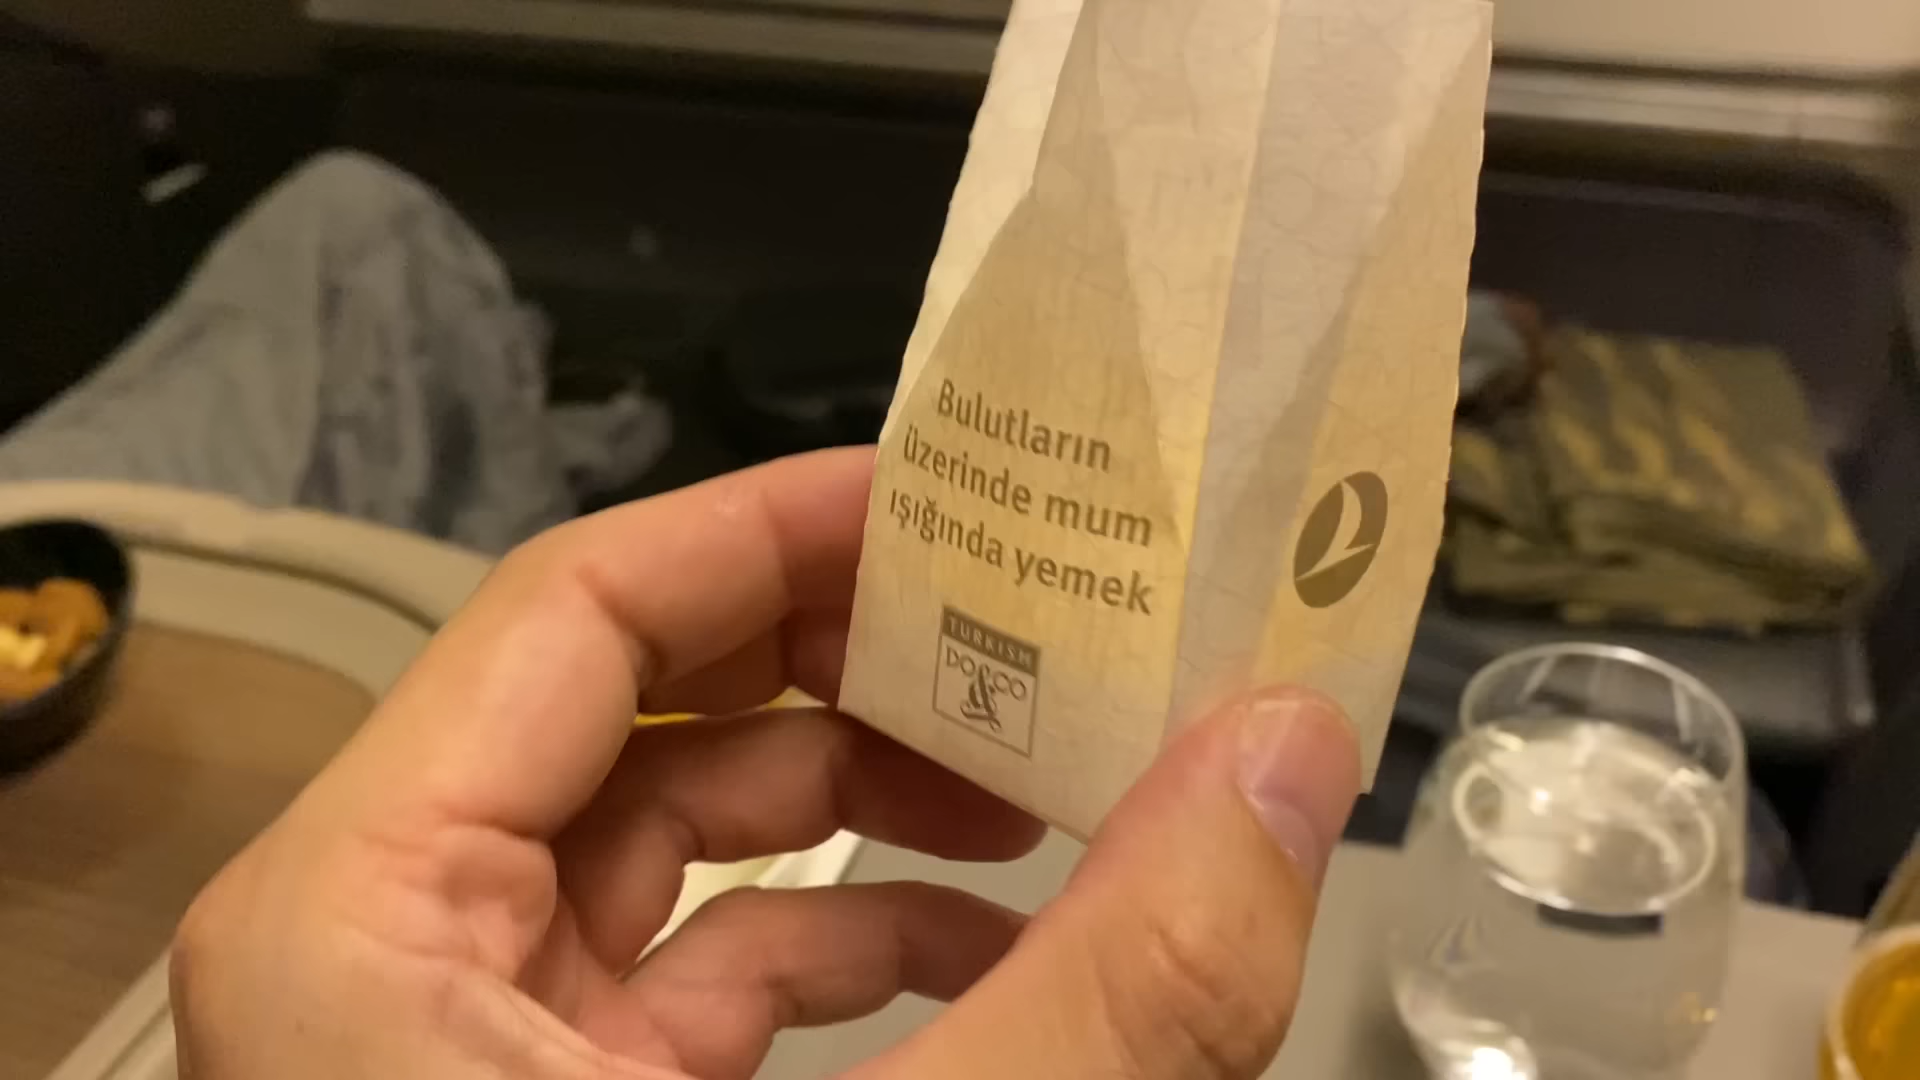 Bulutların
üzerinde mum
ışığında yemek
TURKISH
DO&CO